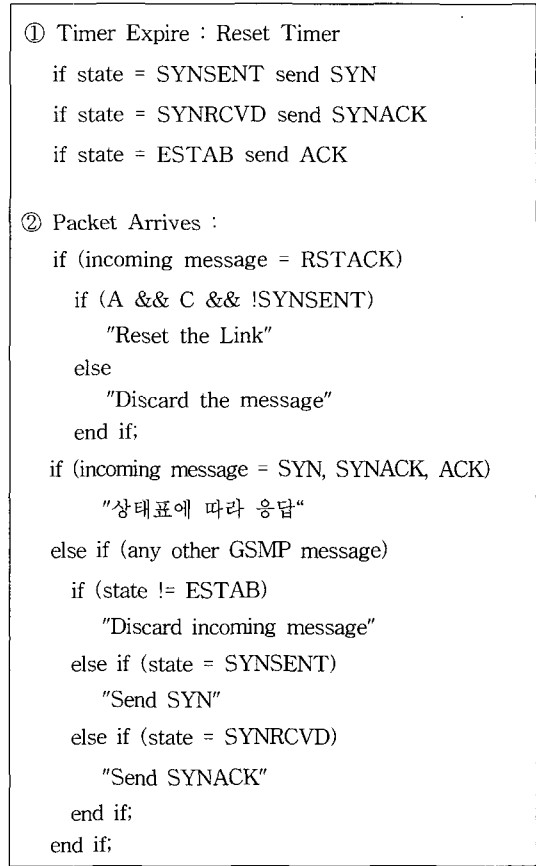 ① Timer Expire : Reset Timer
if state = SYNSENT send SYN
if state = SYNRCVD send SYNACK
if state = ESTAB send ACK
② Packet Arrives :
if (incoming message = RSTACK)
if (A && C && !SYNSENT)
"Reset the Link"
else
"Discard the message"
end if;
if (incoming message = SYN, SYNACK, ACK)
"상태표에 따라 응답“
else if (any other GSMP message)
if (state != ESTAB)
"Discard incoming message"
else if (state = SYNSENT)
"Send SYN"
else if (state = SYNRCVD)
"Send SYNACK"
end if;
end if;